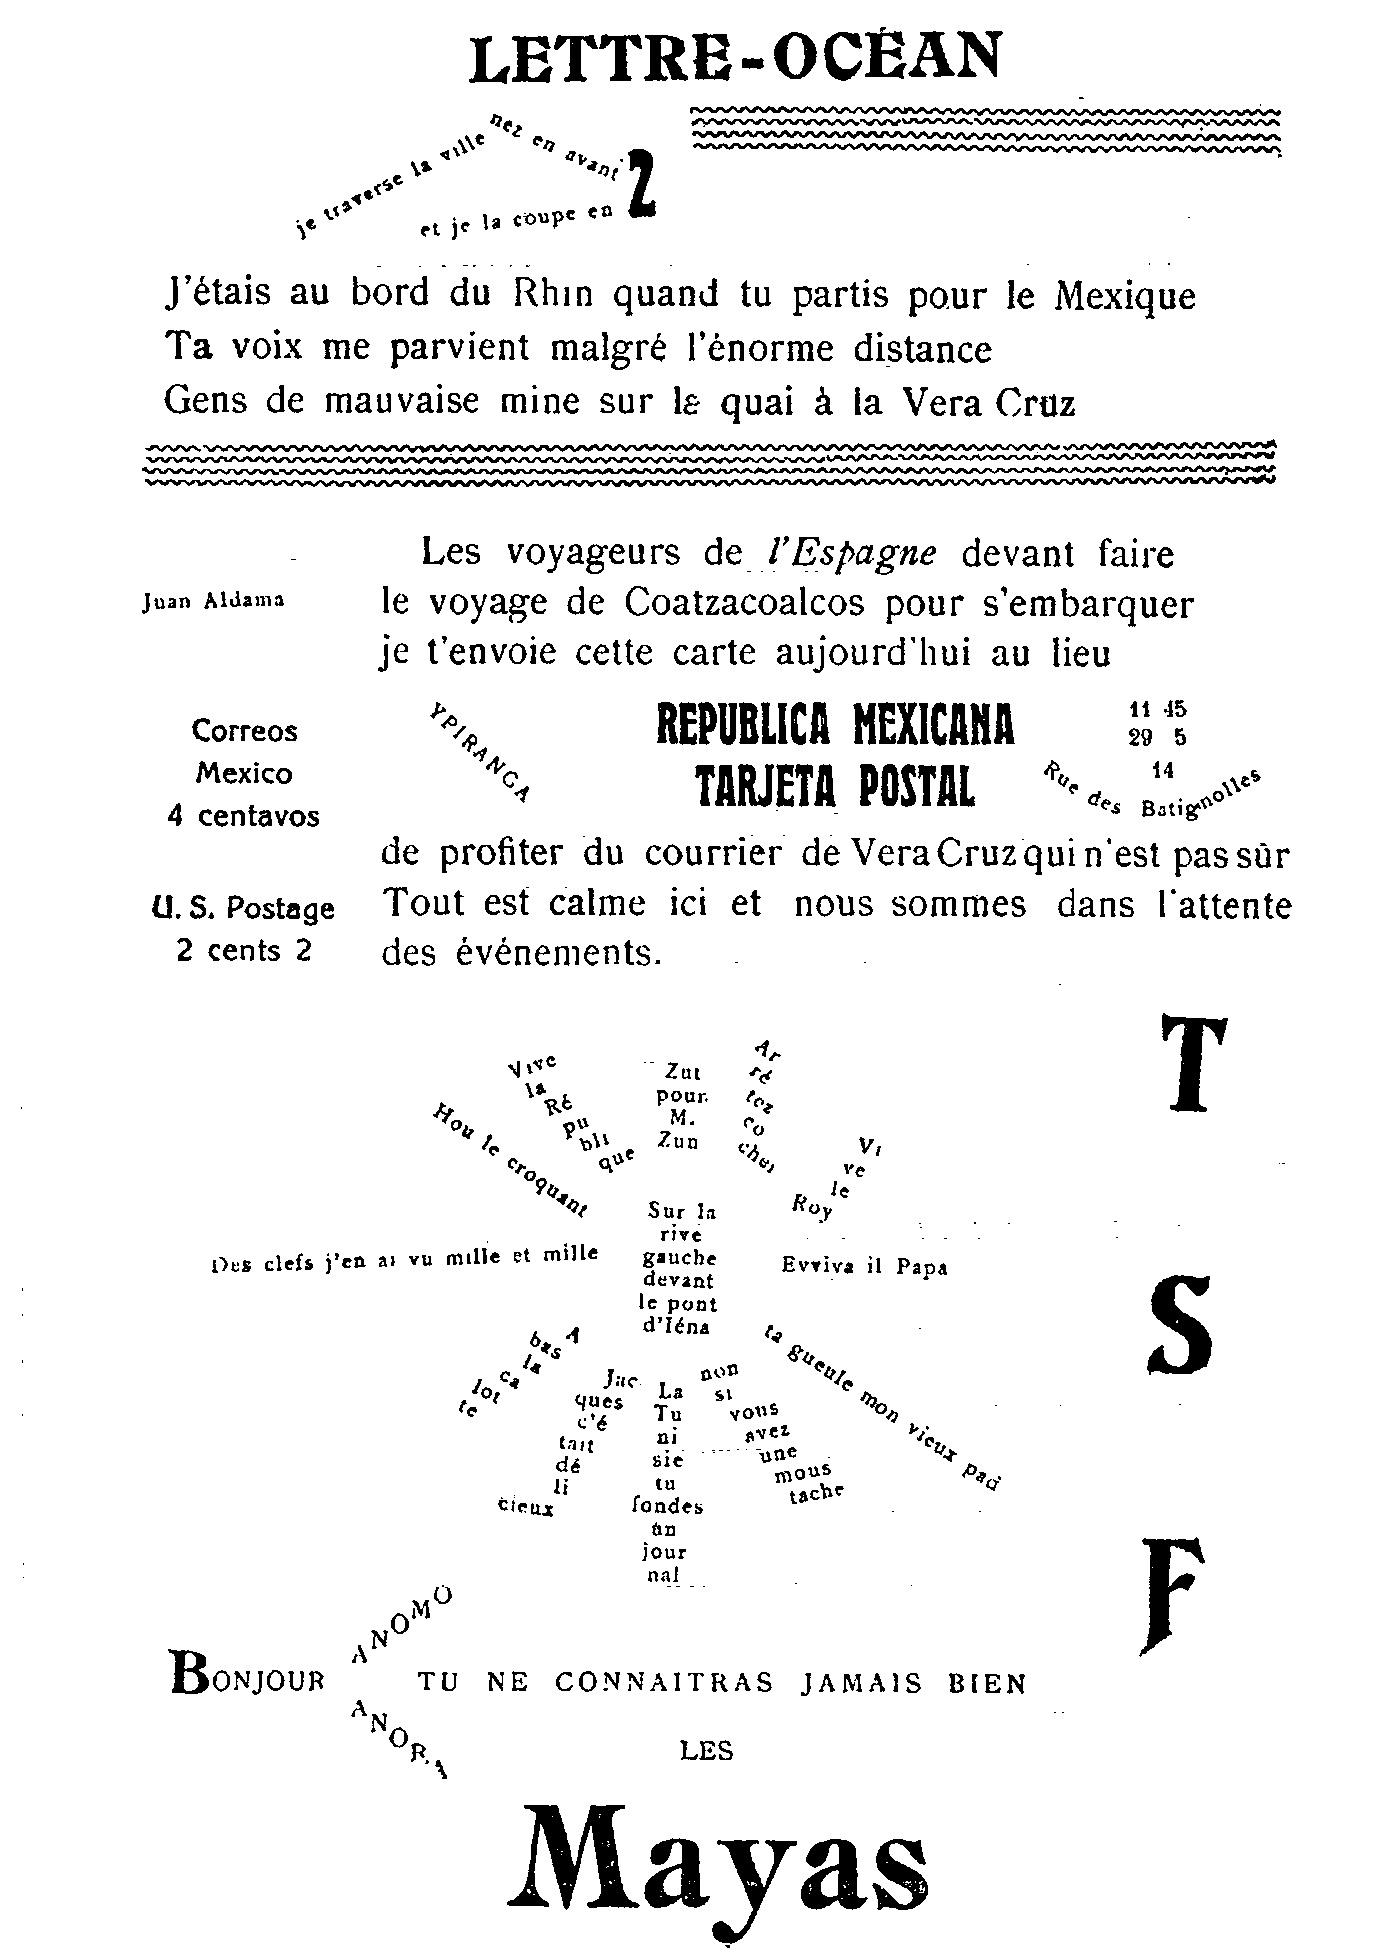 LETTRE-OCÉAN
je traverse la ville
nez en avant
et je la coupe en 2
J'étais au bord du Rhin quand tu partis pour le Mexique
Ta voix me parvient malgré l'énorme distance
Gens de mauvaise mine sur le quai à la Vera Cruz
Juan Aldama
Les voyageurs de l'Espagne devant faire
le voyage de Coatzacoalcos pour s'embarquer
je t'envoie cette carte aujourd'hui au lieu
Correos
Mexico
4 centavos
YPIRANGA
REPUBLICA MEXICANA
TARJETA POSTAL
11 45
29 5
14
Rue des Batignolles
U. S. Postage
2 cents 2
de profiter du courrier de Vera Cruz qui n'est pas sûr
Tout est calme ici et nous sommes dans l'attente
des événements.
T
S
F
Hou le croquant
Vive
la
Ré
pu
bli
que
Zut
pour
M.
Zun
Ar
rê
tez
co
cher
Vi
ve
le
Roy
Des clefs j'en ai vu mille et mille
Sur la
rive
gauche
devant
le pont
d'Iéna
Evviva il Papa
A
bas
la
ca
lot
te
Jac
ques
c'é
tait
dé
li
cieux
La
Tu
ni
sie
tu
fondes
un
jour
nal
non
si
vous
avez
une
mous
tache
ta gueule mon vieux pad
BONJOUR
ANOMO
ANORA
TU NE CONNAITRAS JAMAIS BIEN
LES
Mayas